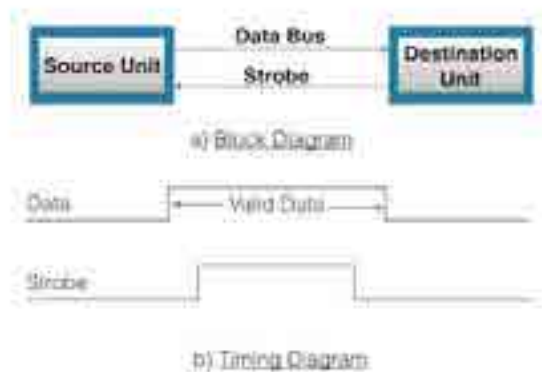 Data Bus
Source Unit
Destination
Unit
Strobe
a) Block Diagram
Data
Valid Data
Strobe
b) Timing Diagram